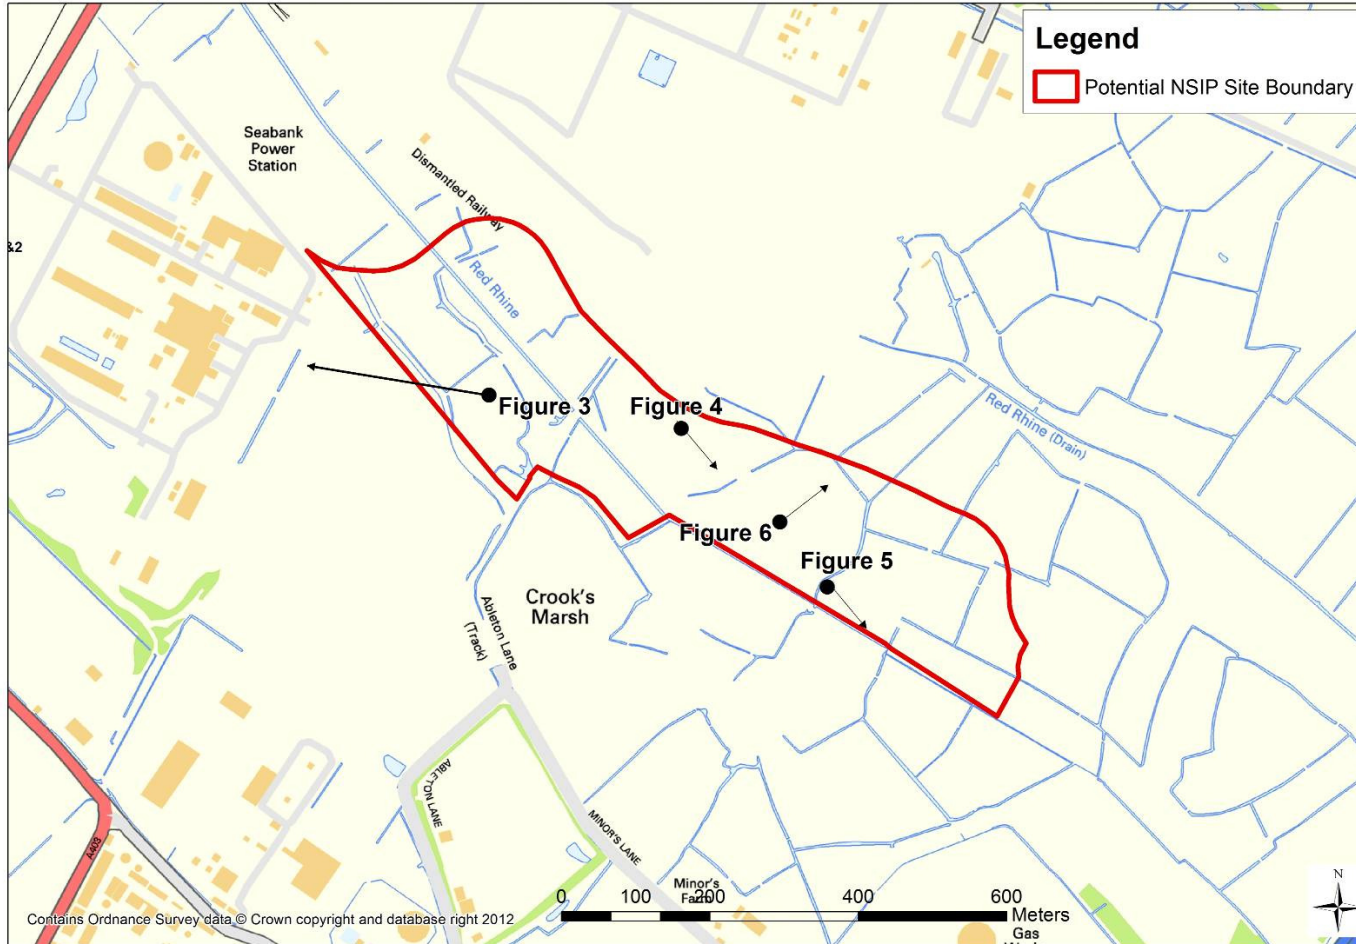 Legend
Potential NSIP Site Boundary
Seabank
Power
Station
Dismantled Railway
&2
Red Rhine
Figure 3
Figure 4
Red Rhine (Drain)
Figure 6
Figure 5
Crook's
Marsh
Ableton Lane
(Track)
ABLETON LANE
MINOR'S LANE
A403
Minor's
Farm
0 100 200 400 600
Meters
Gas
N
Contains Ordnance Survey data © Crown copyright and database right 2012